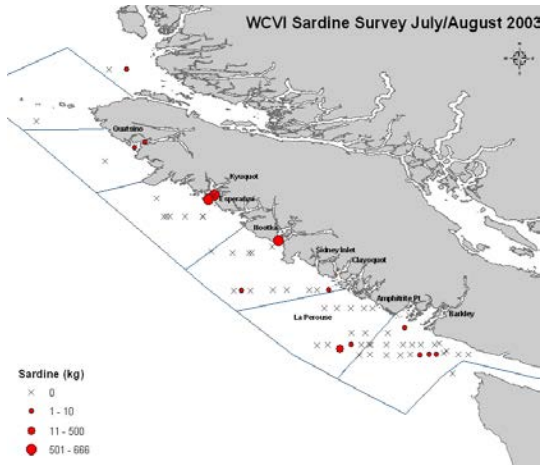 WCVI Sardine Survey July/August 2003
Quatsino
Kyuquot
Esperanza
Nootka
Sidney Inlet
Clayoquot
Amphitrite Pt
Barkley
La Perouse
Sardine (kg)
0
1 - 10
11 - 500
501 - 666